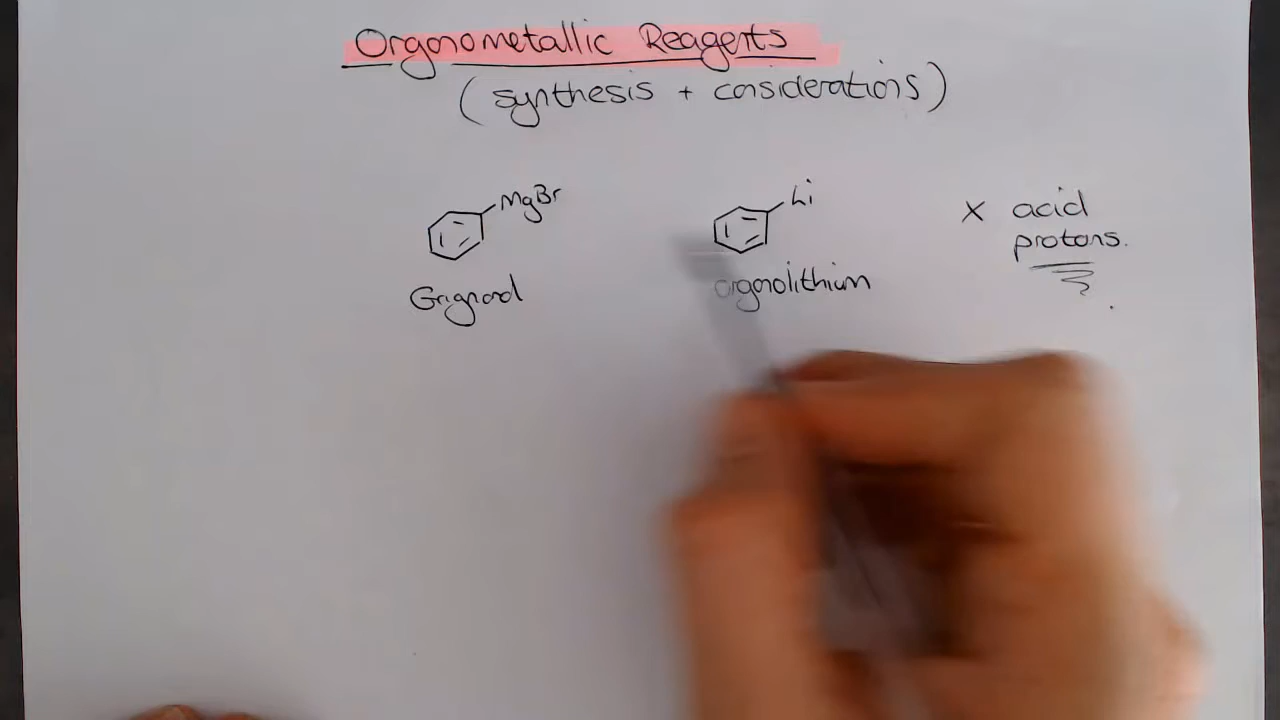 Organometallic Reagents
(synthesis + considerations)
MgBr
Li
x acid
protons.
Grignard
organolithium